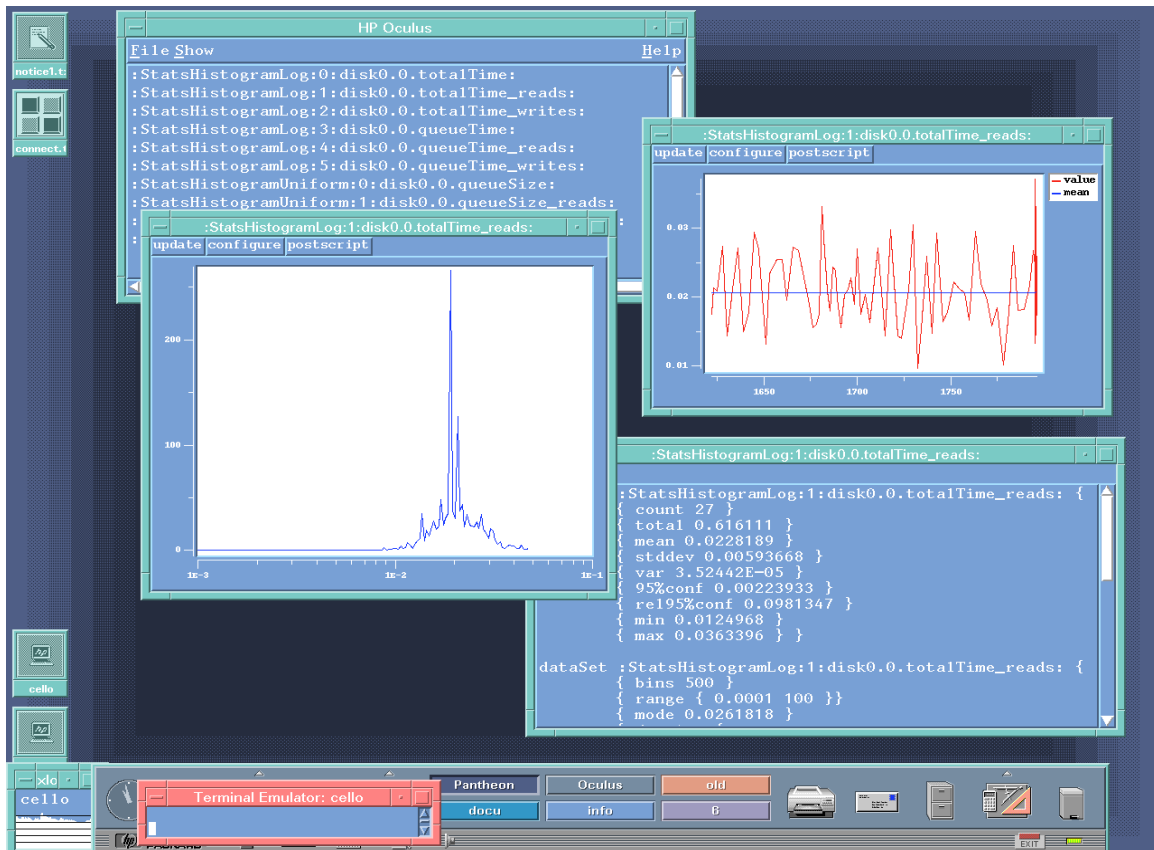 notice1.t:
connect.t
HP Oculus
File Show Help
:StatsHistogramLog:0:disk0.0.totalTime:
:StatsHistogramLog:1:disk0.0.totalTime_reads:
:StatsHistogramLog:2:disk0.0.totalTime_writes:
:StatsHistogramLog:3:disk0.0.queueTime:
:StatsHistogramLog:4:disk0.0.queueTime_reads:
:StatsHistogramLog:5:disk0.0.queueTime_writes:
:StatsHistogramUniform:0:disk0.0.queueSize:
:StatsHistogramUniform:1:disk0.0.queueSize_reads:
:StatsHistogramLog:1:disk0.0.totalTime_reads:
update configure postscript
value
mean
0.03
0.02
0.01
1650 1700 1750
:StatsHistogramLog:1:disk0.0.totalTime_reads:
update configure postscript
200
100
0
1E-3 1E-2 1E-1
:StatsHistogramLog:1:disk0.0.totalTime_reads:
:StatsHistogramLog:1:disk0.0.totalTime_reads: {
{ count 27 }
{ total 0.616111 }
{ mean 0.0228189 }
{ stddev 0.00593668 }
{ var 3.52442E-05 }
{ 95%conf 0.00223933 }
{ rel95%conf 0.0981347 }
{ min 0.0124968 }
{ max 0.0363396 } }
dataSet :StatsHistogramLog:1:disk0.0.totalTime_reads: {
{ bins 500 }
{ range { 0.0001 100 }}
{ mode 0.0261818 }
cello
xlo
cello
Terminal Emulator: cello
Pantheon Oculus old
docu info 6
hp
EXIT